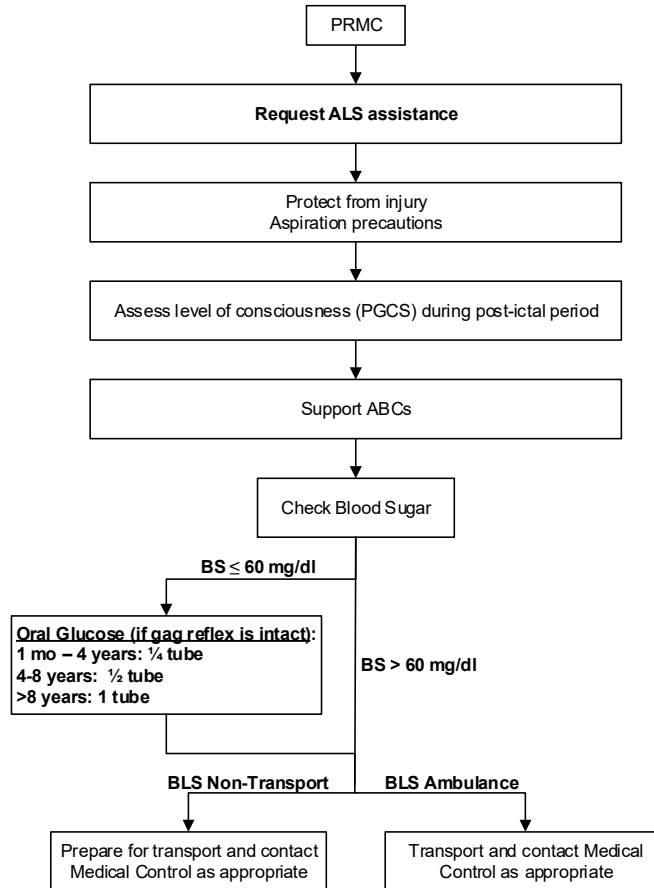 PRMC
Request ALS assistance
Protect from injury
Aspiration precautions
Assess level of consciousness (PGCS) during post-ictal period
Support ABCs
Check Blood Sugar
BS ≤ 60 mg/dl
Oral Glucose (if gag reflex is intact):
1 mo – 4 years: ¼ tube
4-8 years: ½ tube
>8 years: 1 tube
BS > 60 mg/dl
BLS Non-Transport
BLS Ambulance
Prepare for transport and contact
Medical Control as appropriate
Transport and contact Medical
Control as appropriate